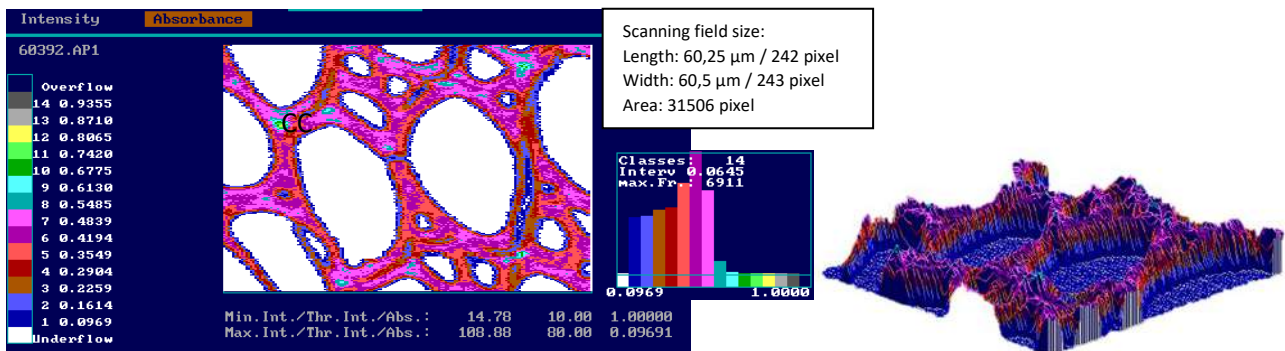 Intensity Absorbance
60392.AP1
Overflow
14 0.9355
13 0.8710
12 0.8065
11 0.7420
10 0.6775
9 0.6130
8 0.5485
7 0.4839
6 0.4194
5 0.3549
4 0.2904
3 0.2259
2 0.1614
1 0.0969
Underflow
CC
Min.Int./Thr.Int./Abs.: 14.78 10.00 1.00000
Max.Int./Thr.Int./Abs.: 108.88 80.00 0.09691
Scanning field size:
Length: 60,25 µm / 242 pixel
Width: 60,5 µm / 243 pixel
Area: 31506 pixel
Classes: 14
Interv 0.0645
max.Fr.: 6911
0.0969 1.0000